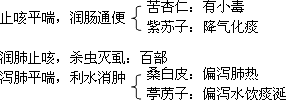 止咳平喘，润肠通便
苦杏仁：有小毒
紫苏子：降气化痰
润肺止咳，杀虫灭虱：百部
泻肺平喘，利水消肿
桑白皮：偏泻肺热
葶苈子：偏泻水饮痰涎